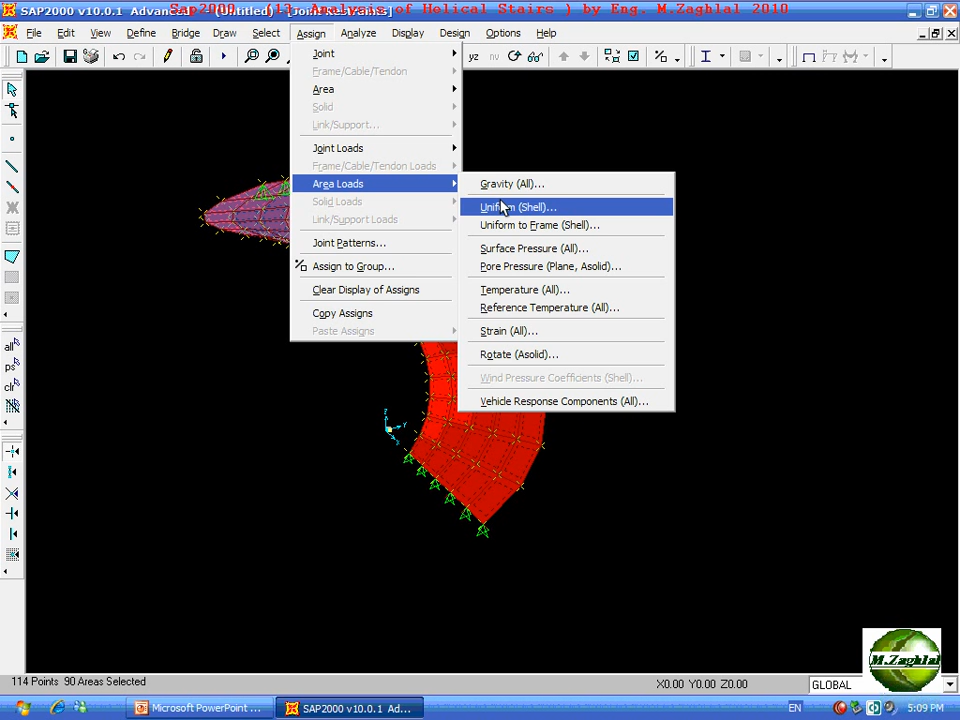 SAP2000 v10.0.1 Advanced (Untitled) - [Joint Restraints]
Sap2000 (13. Analysis of Holical Stairs ) by Eng. M.Zaghlal 2010
File Edit View Define Bridge Draw Select Assign Analyze Display Design Options Help
yz nv
Joint
Frame/Cable/Tendon
Area
Solid
Link/Support...
Joint Loads
Frame/Cable/Tendon Loads
Area Loads
Solid Loads
Link/Support Loads
Joint Patterns...
Assign to Group...
Clear Display of Assigns
Copy Assigns
Paste Assigns
Gravity (All)...
Uniform (Shell)...
Uniform to Frame (Shell)...
Surface Pressure (All)...
Pore Pressure (Plane, Asolid)...
Temperature (All)...
Reference Temperature (All)...
Strain (All)...
Rotate (Asolid)...
Wind Pressure Coefficients (Shell)...
Vehicle Response Components (All)...
all
ps
clr
Z
Y
X
M.Zaghlal
114 Points 90 Areas Selected
X0.00 Y0.00 Z0.00
GLOBAL
Microsoft PowerPoint ...
SAP2000 v10.0.1 Ad...
EN
5:09 PM